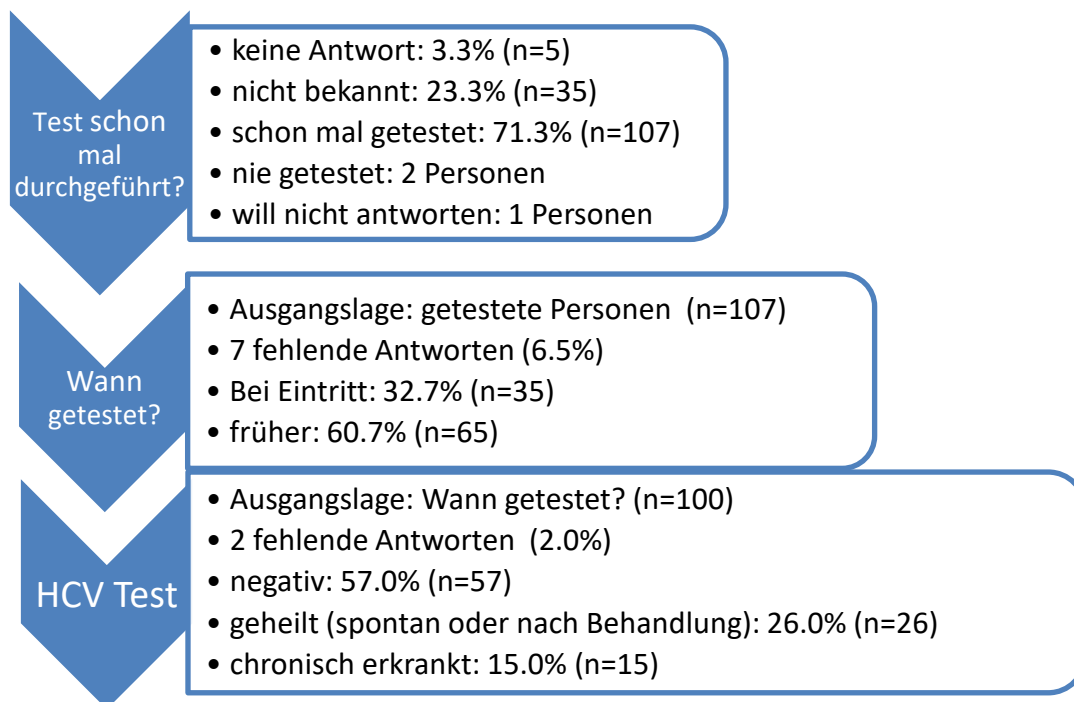 Test schon
mal
durchgeführt?
• keine Antwort: 3.3% (n=5)
• nicht bekannt: 23.3% (n=35)
• schon mal getestet: 71.3% (n=107)
• nie getestet: 2 Personen
• will nicht antworten: 1 Personen
Wann
getestet?
• Ausgangslage: getestete Personen (n=107)
• 7 fehlende Antworten (6.5%)
• Bei Eintritt: 32.7% (n=35)
• früher: 60.7% (n=65)
HCV Test
• Ausgangslage: Wann getestet? (n=100)
• 2 fehlende Antworten (2.0%)
• negativ: 57.0% (n=57)
• geheilt (spontan oder nach Behandlung): 26.0% (n=26)
• chronisch erkrankt: 15.0% (n=15)